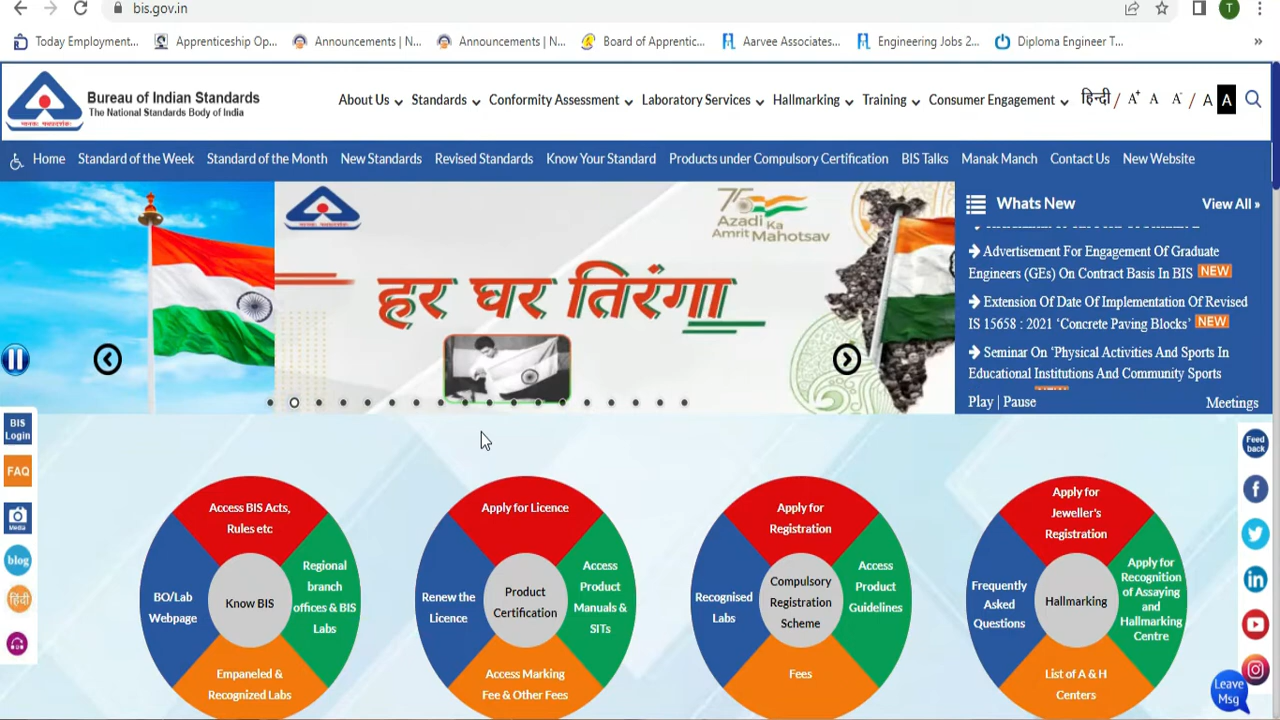 bis.gov.in
T
Today Employment...
Apprenticeship Op...
Announcements | N...
Announcements | N...
Board of Apprentic...
Aarvee Associates...
Engineering Jobs 2...
Diploma Engineer T...
»
Bureau of Indian Standards
The National Standards Body of India
About Us
Standards
Conformity Assessment
Laboratory Services
Hallmarking
Training
Consumer Engagement
हिन्दी / A+ A A- / A A
Home
Standard of the Week
Standard of the Month
New Standards
Revised Standards
Know Your Standard
Products under Compulsory Certification
BIS Talks
Manak Manch
Contact Us
New Website
75
Azadi Ka
Amrit Mahotsav
हर घर तिरंगा
Whats New
View All »
Advertisement For Engagement Of Graduate
Engineers (GEs) On Contract Basis In BIS NEW
Extension Of Date Of Implementation Of Revised
IS 15658 : 2021 ‘Concrete Paving Blocks’ NEW
Seminar On ‘Physical Activities And Sports In
Educational Institutions And Community Sports
Play | Pause
Meetings
BIS
Login
FAQ
Media
blog
हिंदी
Feed
back
Access BIS Acts,
Rules etc
Regional
branch
offices & BIS
Labs
BO/Lab
Webpage
Know BIS
Empaneled &
Recognized Labs
Apply for Licence
Access
Product
Manuals &
SITs
Renew the
Licence
Product
Certification
Access Marking
Fee & Other Fees
Apply for
Registration
Access
Product
Guidelines
Recognised
Labs
Compulsory
Registration
Scheme
Fees
Apply for
Jeweller's
Registration
Apply for
Recognition
of Assaying
and
Hallmarking
Centre
Frequently
Asked
Questions
Hallmarking
List of A & H
Centers
Leave
Msg